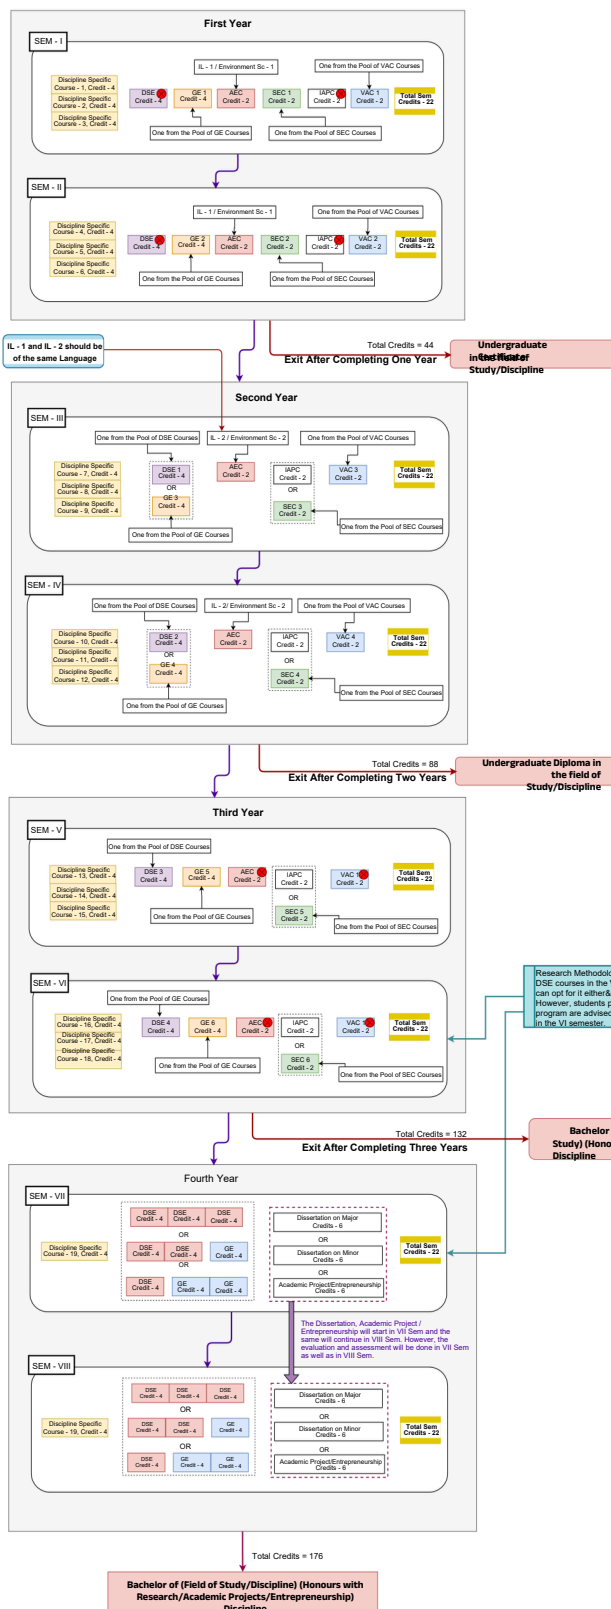 First Year
SEM - I
IL - 1 / Environment Sc - 1
One from the Pool of VAC Courses
Discipline Specific
Course - 1, Credit - 4
Discipline Specific
Coursre - 2, Credit - 4
Discipline Specific
Coursre - 3, Credit - 4
DSE
Credit - 4
GE 1
Credit - 4
AEC
Credit - 2
SEC 1
Credit - 2
IAPC
Credit - 2
VAC 1
Credit - 2
Total Sem
Credits - 22
One from the Pool of GE Courses
One from the Pool of SEC Courses
SEM - II
IL - 1 / Environment Sc - 1
One from the Pool of VAC Courses
Discipline Specific
Course - 4, Credit - 4
Discipline Specific
Course - 5, Credit - 4
Discipline Specific
Course - 6, Credit - 4
DSE
Credit - 4
GE 2
Credit - 4
AEC
Credit - 2
SEC 2
Credit - 2
IAPC
Credit - 2
VAC 2
Credit - 2
Total Sem
Credits - 22
One from the Pool of GE Courses
One from the Pool of SEC Courses
IL - 1 and IL - 2 should be
of the same Language
Total Credits = 44
Exit After Completing One Year
Undergraduate
Certificate
in the field of
Study/Discipline
Second Year
SEM - III
One from the Pool of DSE Courses
IL - 2 / Environment Sc - 2
One from the Pool of VAC Courses
Discipline Specific
Course - 7, Credit - 4
Discipline Specific
Course - 8, Credit - 4
Discipline Specific
Course - 9, Credit - 4
DSE 1
Credit - 4
OR
GE 3
Credit - 4
AEC
Credit - 2
IAPC
Credit - 2
OR
SEC 3
Credit - 2
VAC 3
Credit - 2
Total Sem
Credits - 22
One from the Pool of GE Courses
One from the Pool of SEC Courses
SEM - IV
One from the Pool of DSE Courses
IL - 2/ Environment Sc - 2
One from the Pool of VAC Courses
Discipline Specific
Course - 10, Credit - 4
Discipline Specific
Course - 11, Credit - 4
Discipline Specific
Course - 12, Credit - 4
DSE 2
Credit - 4
OR
GE 4
Credit - 4
AEC
Credit - 2
IAPC
Credit - 2
OR
SEC 4
Credit - 2
VAC 4
Credit - 2
Total Sem
Credits - 22
One from the Pool of GE Courses
One from the Pool of SEC Courses
Total Credits = 88
Exit After Completing Two Years
Undergraduate Diploma in
the field of
Study/Discipline
Third Year
SEM - V
One from the Pool of DSE Courses
Discipline Specific
Course - 13, Credit - 4
Discipline Specific
Course - 14, Credit - 4
Discipline Specific
Course - 15, Credit - 4
DSE 3
Credit - 4
GE 5
Credit - 4
AEC
Credit - 2
IAPC
Credit - 2
OR
SEC 5
Credit - 2
VAC 1
Credit - 2
Total Sem
Credits - 22
One from the Pool of GE Courses
One from the Pool of SEC Courses
SEM - VI
One from the Pool of GE Courses
Discipline Specific
Course - 16, Credit - 4
Discipline Specific
Course - 17, Credit - 4
Discipline Specific
Course - 18, Credit - 4
DSE 4
Credit - 4
GE 6
Credit - 4
AEC
Credit - 2
IAPC
Credit - 2
OR
SEC 6
Credit - 2
VAC 1
Credit - 2
Total Sem
Credits - 22
One from the Pool of GE Courses
One from the Pool of SEC Courses
DSE courses in the
can opt for it either&
However, students
program are advised
in the VI semester.
Total Credits = 132
Exit After Completing Three Years
Bachelor
Study) (Hono
Discipline
Fourth Year
SEM - VII
Discipline Specific
Course - 19, Credit - 4
DSE
Credit - 4
DSE
Credit - 4
DSE
Credit - 4
OR
DSE
Credit - 4
DSE
Credit - 4
GE
Credit - 4
OR
DSE
Credit - 4
GE
Credit - 4
GE
Credit - 4
Dissertation on Major
Credits - 6
OR
Dissertation on Minor
Credits - 6
OR
Academic Project/Entrepreneurship
Credits - 6
Total Sem
Credits - 22
The Dissertation, Academic Project /
Entrepreneurship will start in VII Sem and the
same will continue in VIII Sem. However, the
evaluation and assessment will be done in VII Sem
as well as in VIII Sem.
SEM - VIII
Discipline Specific
Course - 19, Credit - 4
DSE
Credit - 4
DSE
Credit - 4
DSE
Credit - 4
OR
DSE
Credit - 4
DSE
Credit - 4
GE
Credit - 4
OR
DSE
Credit - 4
GE
Credit - 4
GE
Credit - 4
Dissertation on Major
Credits - 6
OR
Dissertation on Minor
Credits - 6
OR
Academic Project/Entrepreneurship
Credits - 6
Total Sem
Credits - 22
Total Credits = 176
Bachelor of (Field of Study/Discipline) (Honours with
Research/Academic Projects/Entrepreneurship)
Discipline